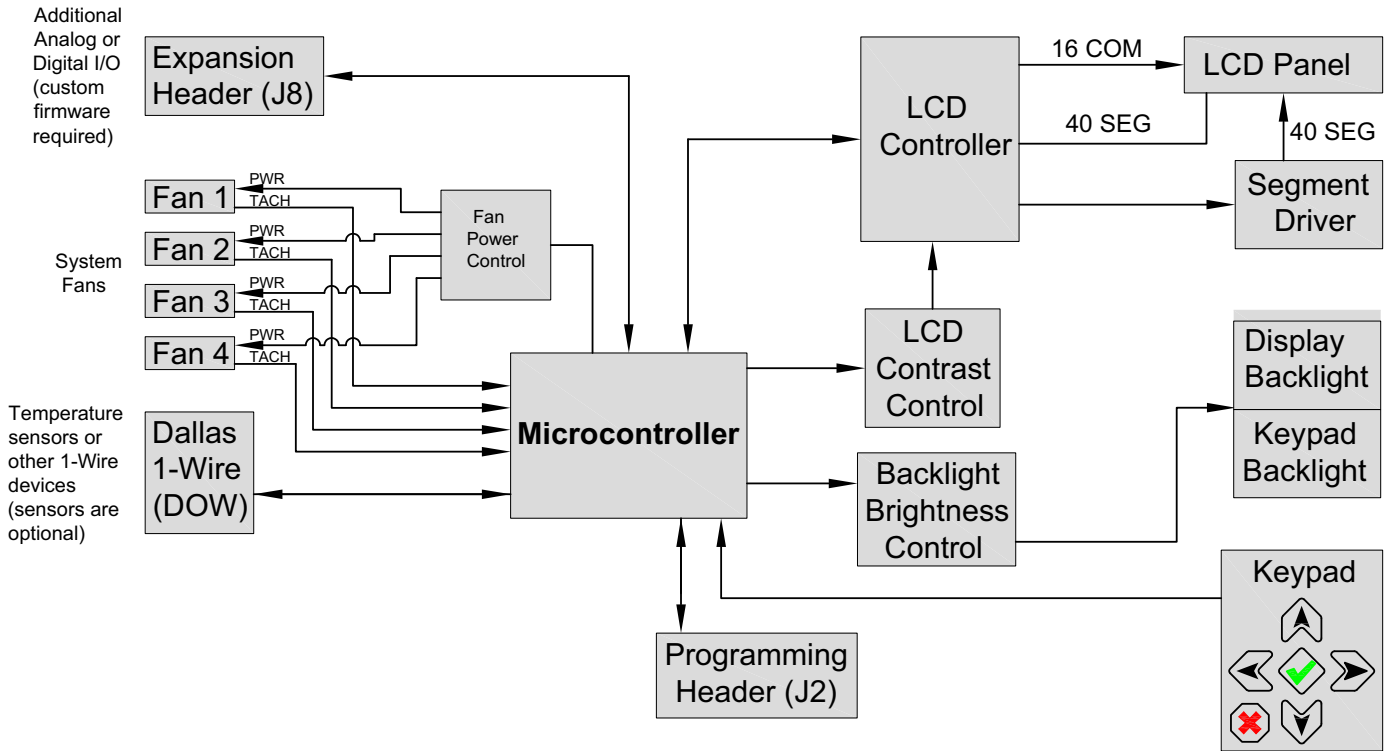 Additional
Analog or
Digital I/O
(custom
firmware
required)
Expansion
Header (J8)
LCD
Controller
16 COM
LCD Panel
40 SEG
40 SEG
Segment
Driver
System
Fans
Fan 1
PWR
TACH
Fan 2
PWR
TACH
Fan 3
PWR
TACH
Fan 4
PWR
TACH
Fan
Power
Control
Temperature
sensors or
other 1-Wire
devices
(sensors are
optional)
Dallas
1-Wire
(DOW)
Microcontroller
LCD
Contrast
Control
Backlight
Brightness
Control
Display
Backlight
Keypad
Backlight
Programming
Header (J2)
Keypad